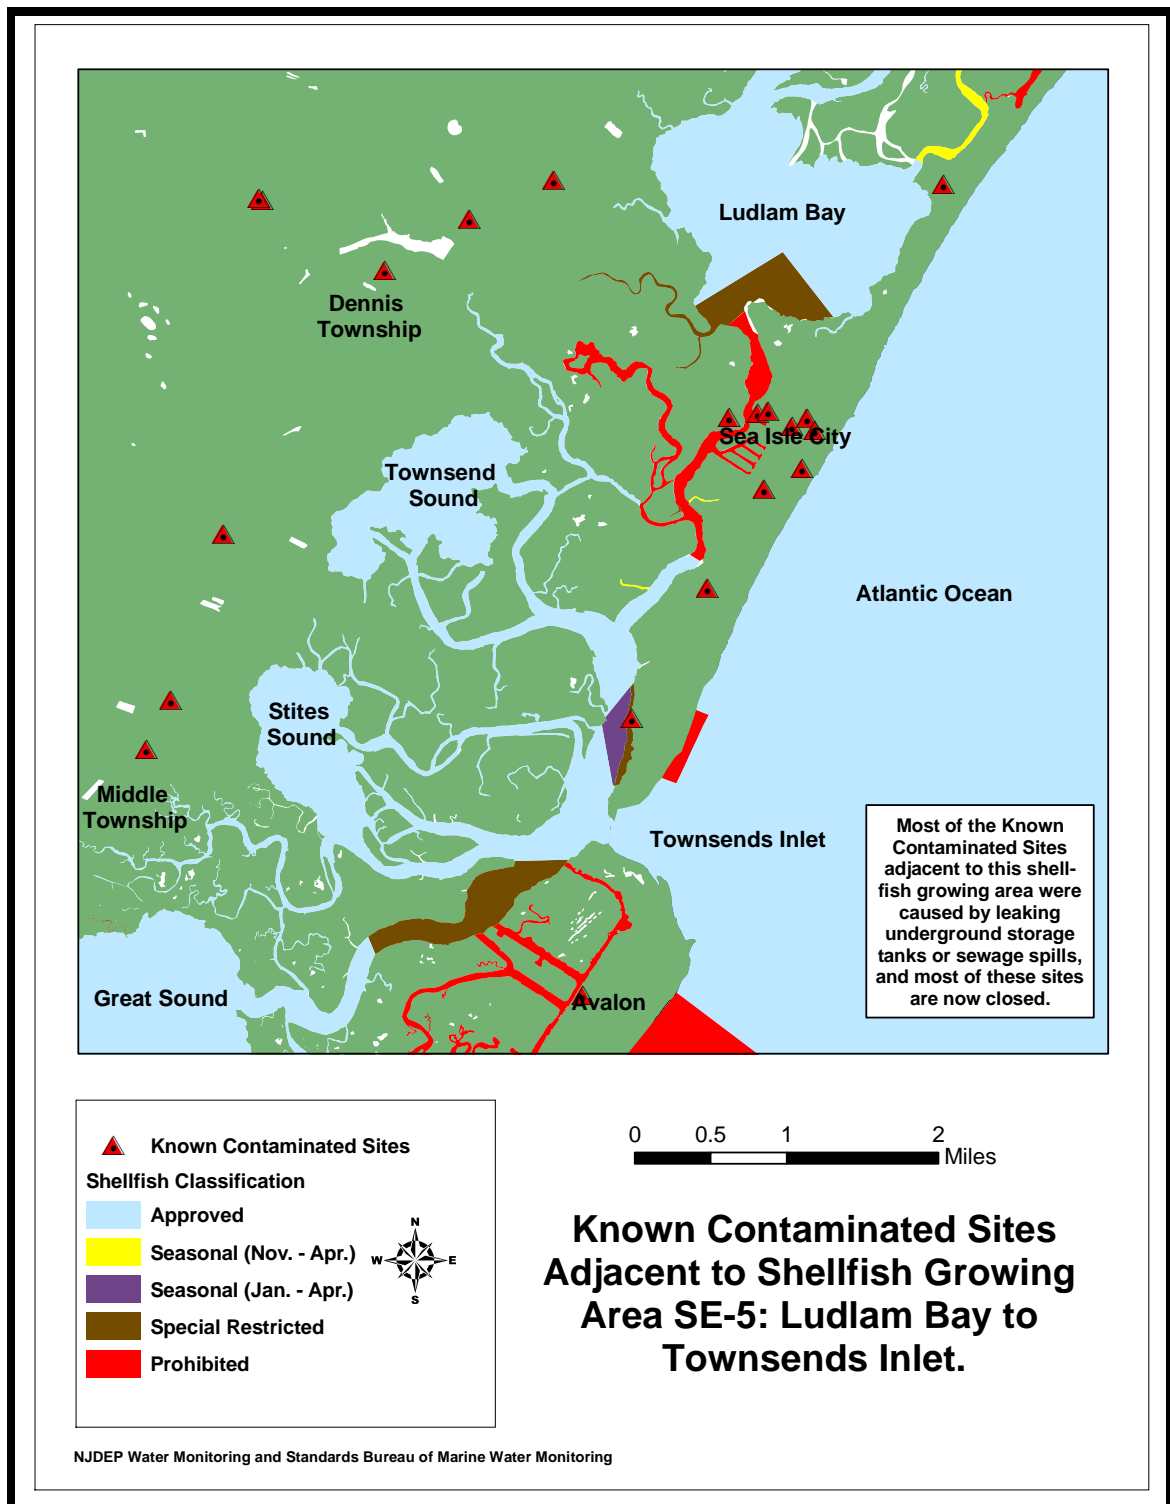 Ludlam Bay
Dennis
Township
Sea Isle City
Townsend
Sound
Atlantic Ocean
Stites
Sound
Middle
Township
Townsends Inlet
Most of the Known
Contaminated Sites
adjacent to this shell-
fish growing area were
caused by leaking
underground storage
tanks or sewage spills,
and most of these sites
are now closed.
Great Sound
Avalon
Known Contaminated Sites
Shellfish Classification
Approved
Seasonal (Nov. - Apr.)
Seasonal (Jan. - Apr.)
Special Restricted
Prohibited
N
W E
S
0 0.5 1 2
Miles
Known Contaminated Sites
Adjacent to Shellfish Growing
Area SE-5: Ludlam Bay to
Townsends Inlet.
NJDEP Water Monitoring and Standards Bureau of Marine Water Monitoring